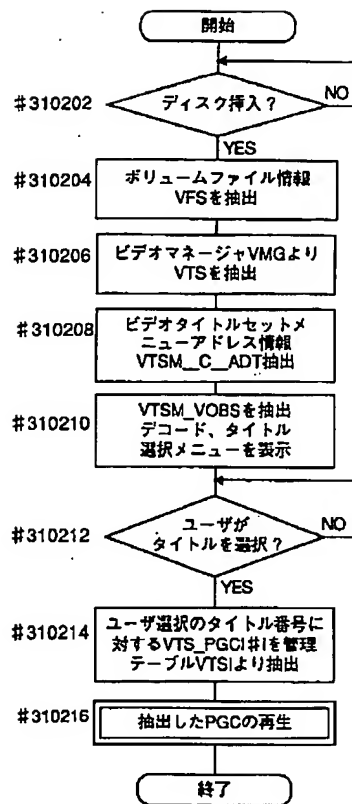 開始
#310202
ディスク挿入?
NO
YES
#310204
ボリュームファイル情報
VFSを抽出
#310206
ビデオマネージャVMGより
VTSを抽出
#310208
ビデオタイトルセットメ
ニューアドレス情報
VTSM__C__ADT抽出
#310210
VTSM_VOBSを抽出
デコード、タイトル
選択メニューを表示
#310212
ユーザが
タイトルを選択?
NO
YES
#310214
ユーザ選択のタイトル番号に
対するVTS_PGCI#Iを管理
テーブルVTSIより抽出
#310216
抽出したPGCの再生
終了